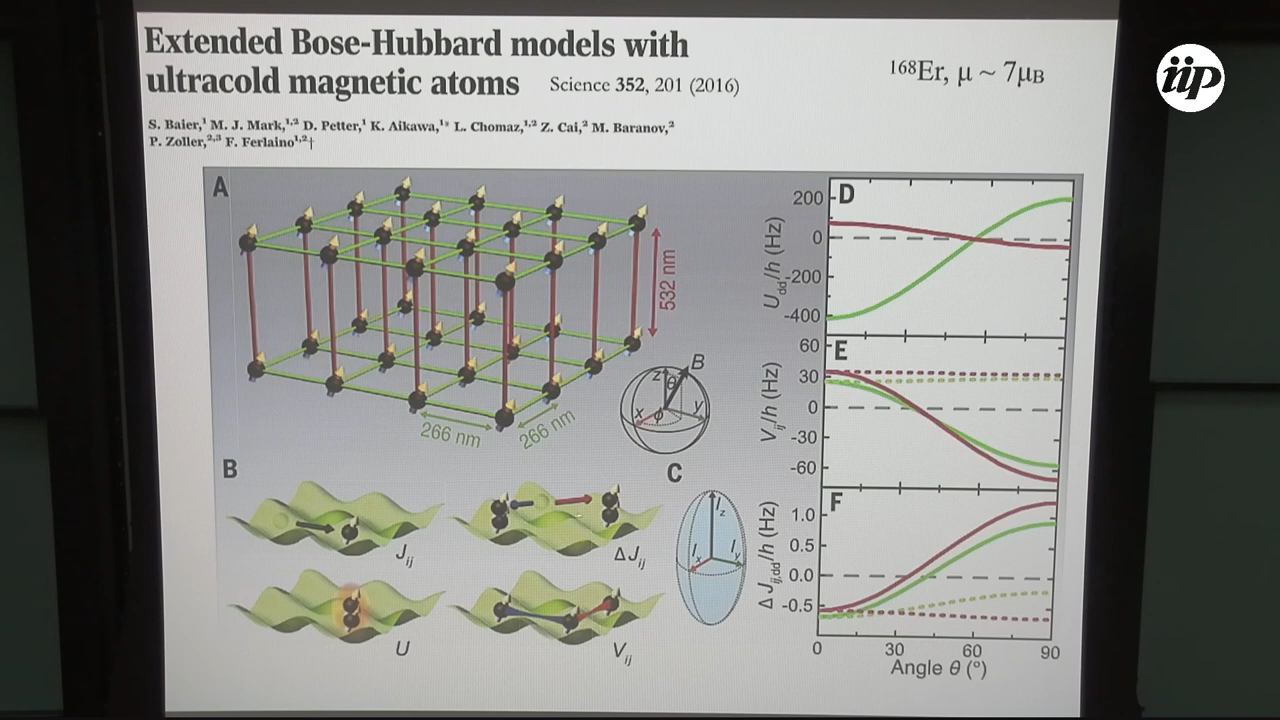 Extended Bose-Hubbard models with
ultracold magnetic atoms
Science 352, 201 (2016)
¹⁶⁸Er, μ ~ 7μB
iip
S. Baier,¹ M. J. Mark,¹,² D. Petter,¹ K. Aikawa,¹* L. Chomaz,¹,² Z. Cai,² M. Baranov,²
P. Zoller,²,³ F. Ferlaino¹,²†
A
532 nm
266 nm
266 nm
z
θ
B
x
ϕ
y
B
J_ij
ΔJ_ij
U
V_ij
C
l_z
l_x
l_y
D
U_dd/h (Hz)
200
0
-200
-400
E
V_ij/h (Hz)
60
30
0
-30
-60
F
ΔJ_ij,dd/h (Hz)
1.0
0.5
0.0
-0.5
0
30
60
90
Angle θ (°)